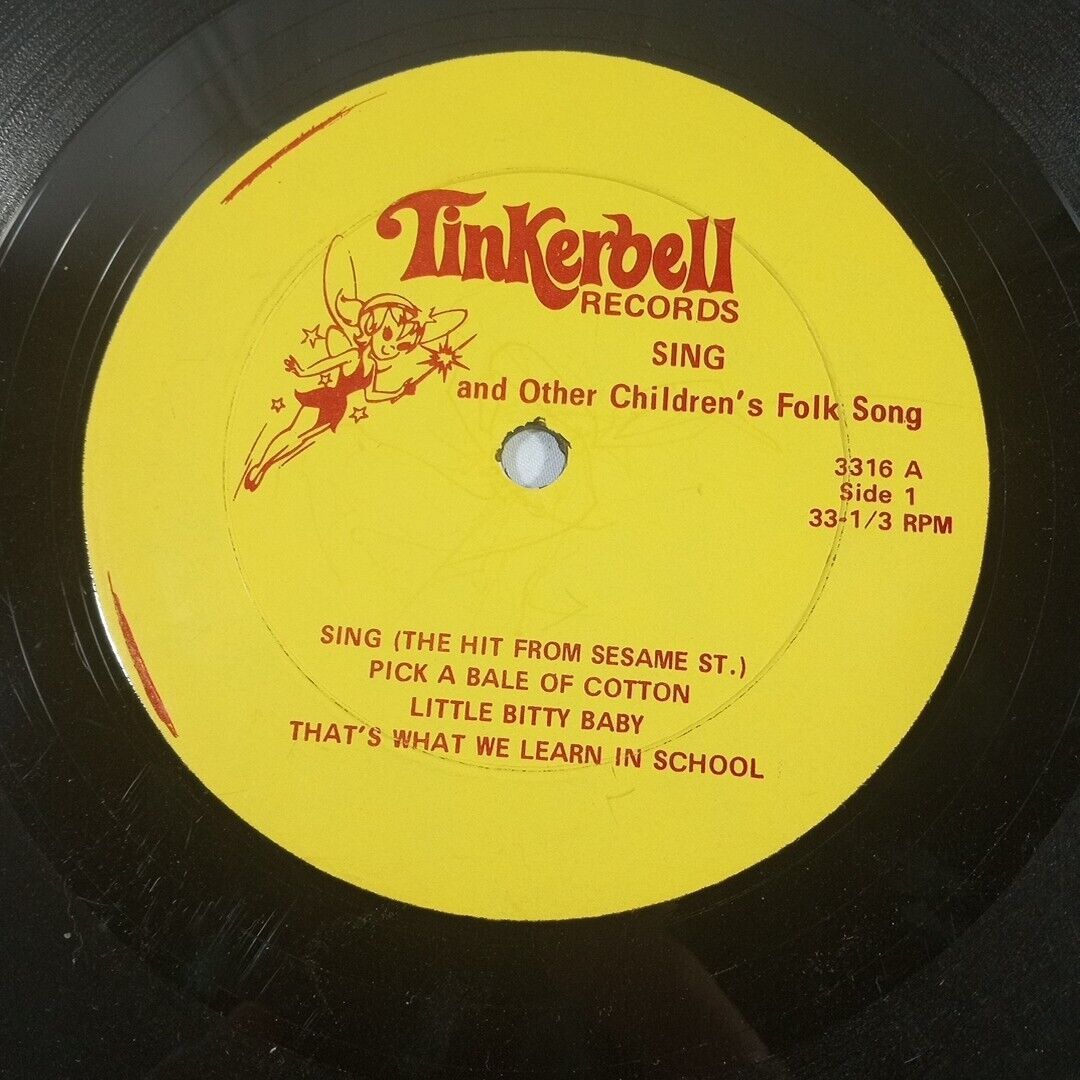 Tinkerbell
RECORDS
SING
and Other Children's Folk Song
3316 A
Side 1
33-1/3 RPM
SING (THE HIT FROM SESAME ST.)
PICK A BALE OF COTTON
LITTLE BITTY BABY
THAT'S WHAT WE LEARN IN SCHOOL